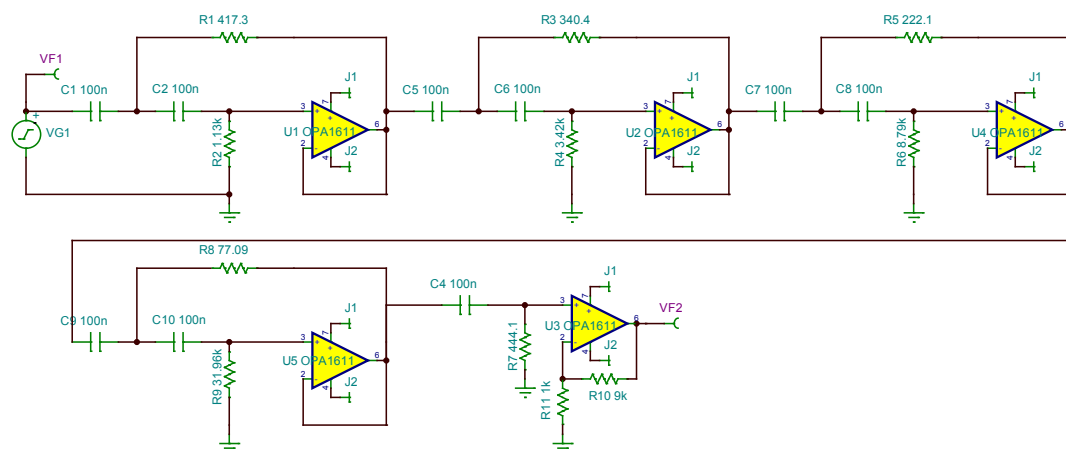 R1 417.3
R3 340.4
R5 222.1
VF1
J1
J1
J1
C1 100n
C2 100n
C5 100n
C6 100n
C7 100n
C8 100n
+
VG1
R2 1.13k
3
+
7
+
U1 OPA1611
6
2
-
4
J2
R4 3.42k
3
+
7
+
U2 OPA1611
6
2
-
4
J2
R6 8.79k
3
+
7
+
U4 OPA1611
6
2
-
4
J2
R8 77.09
C4 100n
J1
J1
VF2
C9 100n
C10 100n
R9 31.96k
3
+
7
+
U5 OPA1611
6
2
-
4
J2
R7 444.1
3
+
7
+
U3 OPA1611
6
2
-
4
J2
R11 1k
R10 9k